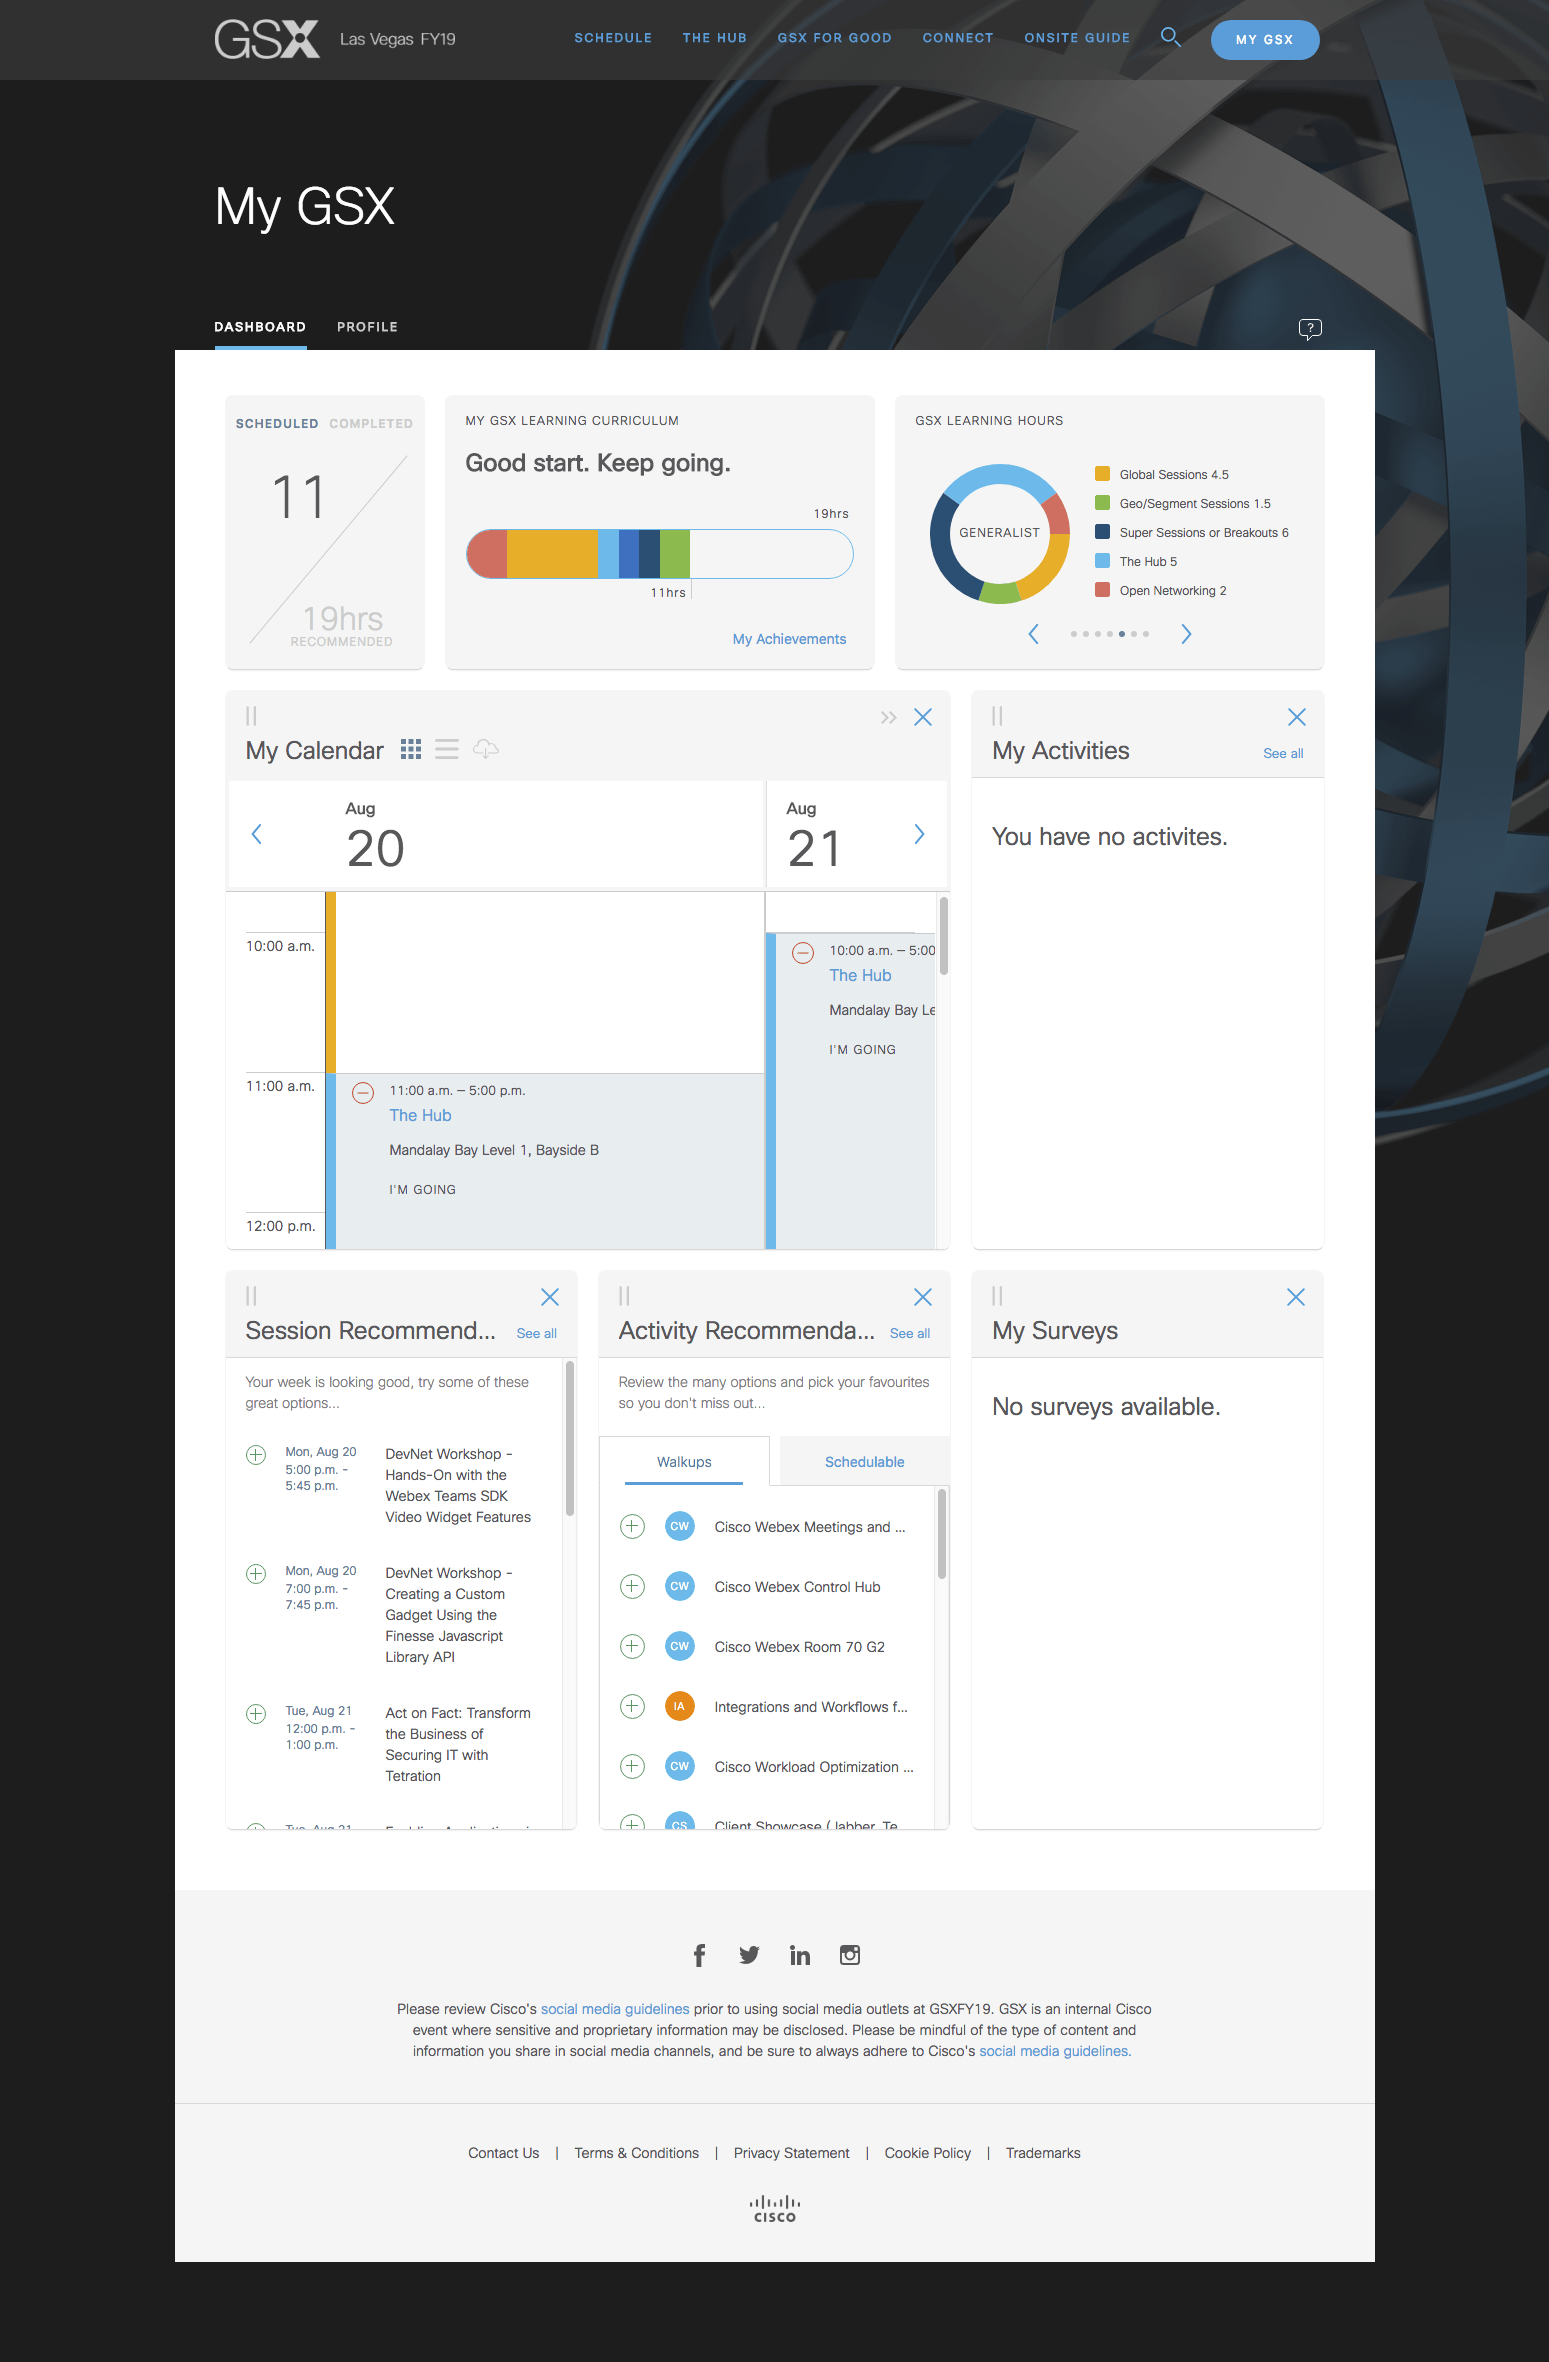 GSX Las Vegas FY19
SCHEDULE THE HUB GSX FOR GOOD CONNECT ONSITE GUIDE MY GSX
My GSX
DASHBOARD PROFILE
?
SCHEDULED COMPLETED
11
19hrs
RECOMMENDED
MY GSX LEARNING CURRICULUM
Good start. Keep going.
19hrs
11hrs
My Achievements
GSX LEARNING HOURS
GENERALIST
Global Sessions 4.5
Geo/Segment Sessions 1.5
Super Sessions or Breakouts 6
The Hub 5
Open Networking 2
My Calendar
Aug
20
Aug
21
10:00 a.m.
11:00 a.m.
12:00 p.m.
11:00 a.m. – 5:00 p.m.
The Hub
Mandalay Bay Level 1, Bayside B
I'M GOING
10:00 a.m. – 5:00
The Hub
Mandalay Bay Le
I'M GOING
My Activities
See all
You have no activites.
Session Recommend...
See all
Your week is looking good, try some of these
great options...
Mon, Aug 20
5:00 p.m. -
5:45 p.m.
DevNet Workshop -
Hands-On with the
Webex Teams SDK
Video Widget Features
Mon, Aug 20
7:00 p.m. -
7:45 p.m.
DevNet Workshop -
Creating a Custom
Gadget Using the
Finesse Javascript
Library API
Tue, Aug 21
12:00 p.m. -
1:00 p.m.
Act on Fact: Transform
the Business of
Securing IT with
Tetration
Tue, Aug 21
Activity Recommenda...
See all
Review the many options and pick your favourites
so you don't miss out...
Walkups Schedulable
CW Cisco Webex Meetings and ...
CW Cisco Webex Control Hub
CW Cisco Webex Room 70 G2
IA Integrations and Workflows f...
CW Cisco Workload Optimization ...
CS Client Showcase (Jabber, Te
My Surveys
No surveys available.
Please review Cisco's social media guidelines prior to using social media outlets at GSXFY19. GSX is an internal Cisco
event where sensitive and proprietary information may be disclosed. Please be mindful of the type of content and
information you share in social media channels, and be sure to always adhere to Cisco's social media guidelines.
Contact Us | Terms & Conditions | Privacy Statement | Cookie Policy | Trademarks
CISCO